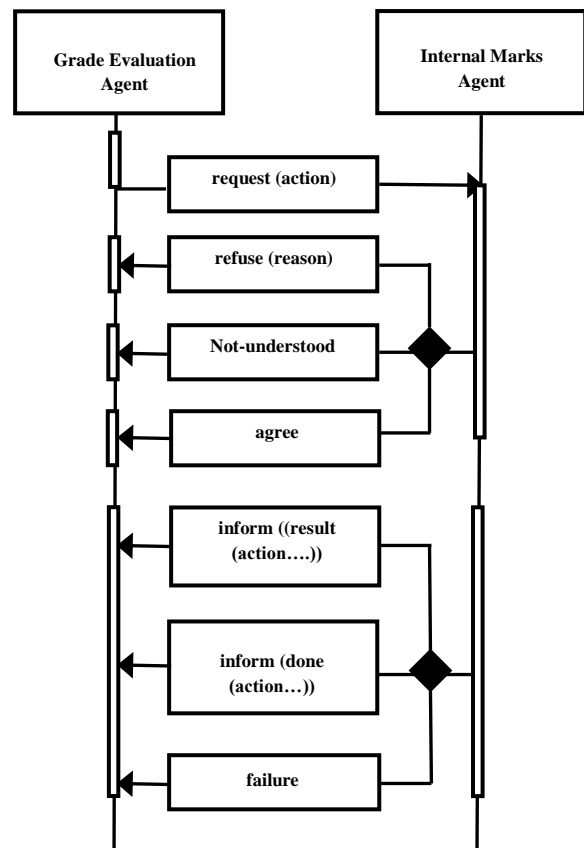 Grade Evaluation
Agent
Internal Marks
Agent
request (action)
refuse (reason)
Not-understood
agree
inform ((result
(action….))
inform (done
(action…))
failure